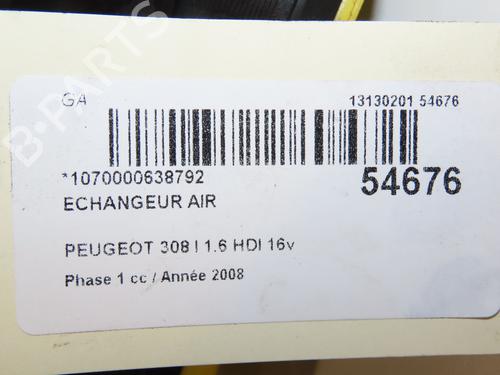 GA
13130201 54676
*1070000638792
54676
ECHANGEUR AIR
PEUGEOT 308 I 1.6 HDI 16v
Phase 1 cc / Année 2008
B-PARTS